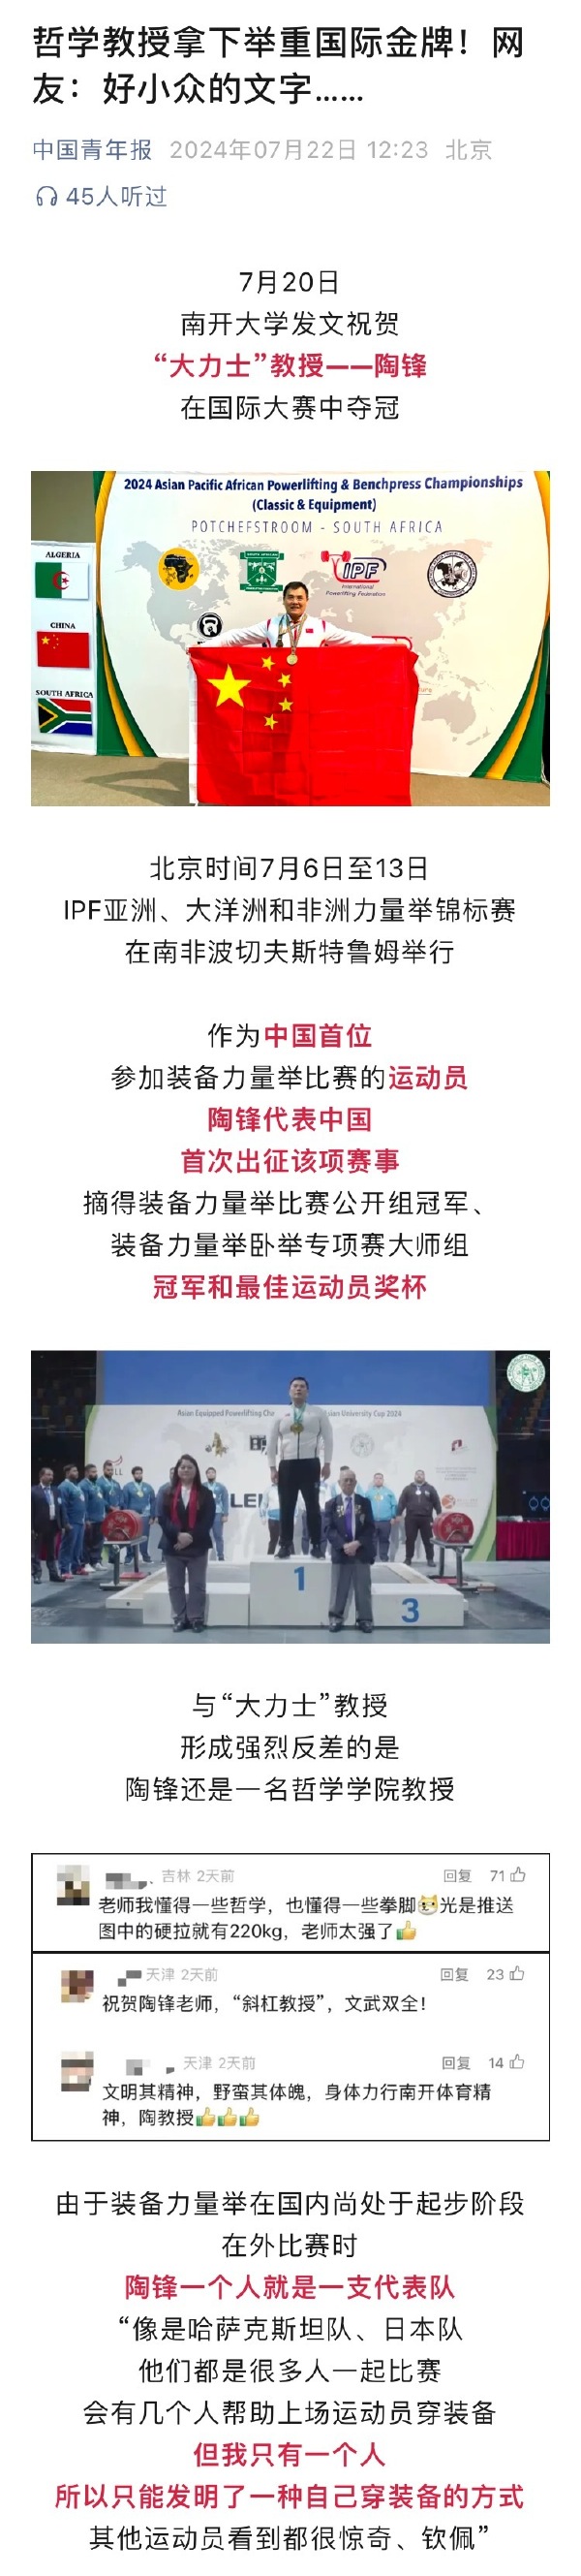 哲学教授拿下举重国际金牌！网
友：好小众的文字……
中国青年报 2024年07月22日 12:23 北京
45人听过
7月20日
南开大学发文祝贺
“大力士”教授——陶锋
在国际大赛中夺冠
2024 Asian Pacific African Powerlifting & Benchpress Championships
(Classic & Equipment)
POTCHEFSTROOM - SOUTH AFRICA
ALGERIA
CHINA
SOUTH AFRICA
IPF
International
Powerlifting Federation
北京时间7月6日至13日
IPF亚洲、大洋洲和非洲力量举锦标赛
在南非波切夫斯特鲁姆举行
作为中国首位
参加装备力量举比赛的运动员
陶锋代表中国
首次出征该项赛事
摘得装备力量举比赛公开组冠军、
装备力量举卧举专项赛大师组
冠军和最佳运动员奖杯
Asian Equipped Powerlifting Cha
sian University Cup 2024
1
3
与“大力士”教授
形成强烈反差的是
陶锋还是一名哲学学院教授
吉林 2天前 回复 71
老师我懂得一些哲学，也懂得一些拳脚😼光是推送
图中的硬拉就有220kg，老师太强了👍
天津 2天前 回复 23
祝贺陶锋老师，“斜杠教授”，文武双全！
天津 2天前 回复 14
文明其精神，野蛮其体魄，身体力行南开体育精
神，陶教授👍👍👍
由于装备力量举在国内尚处于起步阶段
在外比赛时
陶锋一个人就是一支代表队
“像是哈萨克斯坦队、日本队
他们都是很多人一起比赛
会有几个人帮助上场运动员穿装备
但我只有一个人
所以只能发明了一种自己穿装备的方式
其他运动员看到都很惊奇、钦佩”